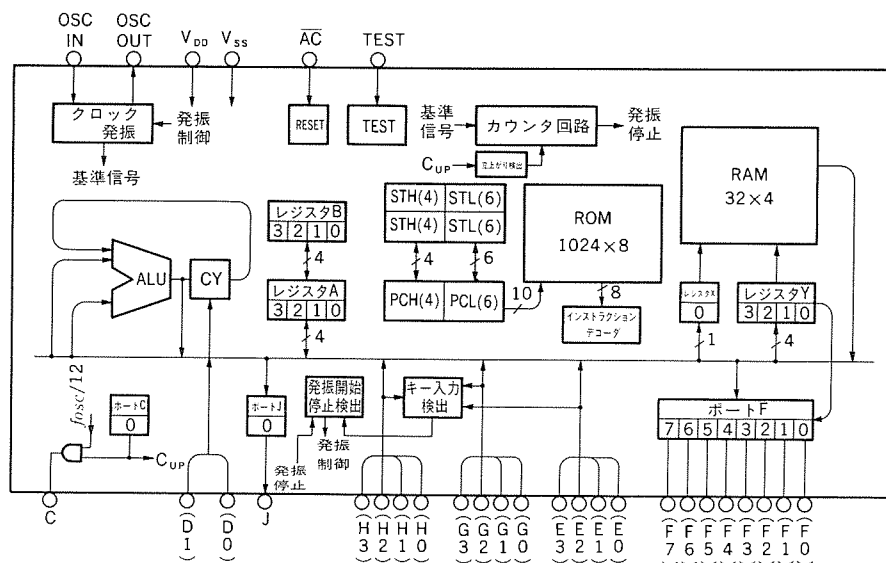 OSC IN
OSC OUT
VDD
VSS
AC
TEST
クロック
発振
発振
制御
基準信号
RESET
TEST
基準
信号
カウンタ回路
発振
停止
CUP
立上がり検出
RAM
32×4
ROM
1024×8
STH(4) STL(6)
STH(4) STL(6)
4
6
PCH(4) PCL(6)
10
8
インストラクション
デコーダ
レジスタB
3 2 1 0
4
レジスタA
3 2 1 0
4
ALU
CY
レジスタX
0
1
レジスタY
3 2 1 0
4
fosc/12
ポートC
0
CUP
ポートJ
0
発振開始
停止検出
発振
停止
発振
制御
キー入力
検出
ポートF
7 6 5 4 3 2 1 0
C
(D1)
(D0)
J
(H3)
(H2)
(H1)
(H0)
(G3)
(G2)
(G1)
(G0)
(E3)
(E2)
(E1)
(E0)
(F7)
(F6)
(F5)
(F4)
(F3)
(F2)
(F1)
(F0)